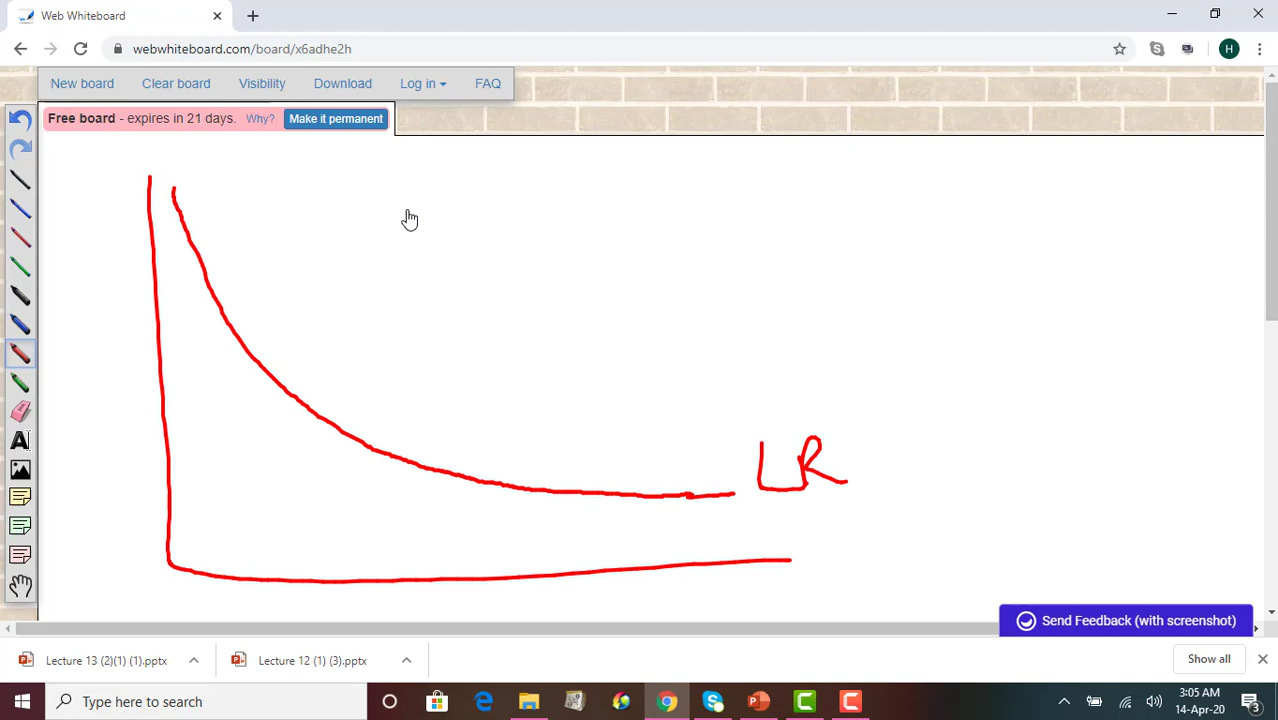 Web Whiteboard
webwhiteboard.com/board/x6adhe2h
H
New board Clear board Visibility Download Log in FAQ
Free board - expires in 21 days. Why? Make it permanent
A
LR
Send Feedback (with screenshot)
Lecture 13 (2)(1) (1).pptx Lecture 12 (1) (3).pptx Show all
Type here to search
3:05 AM
14-Apr-20
3